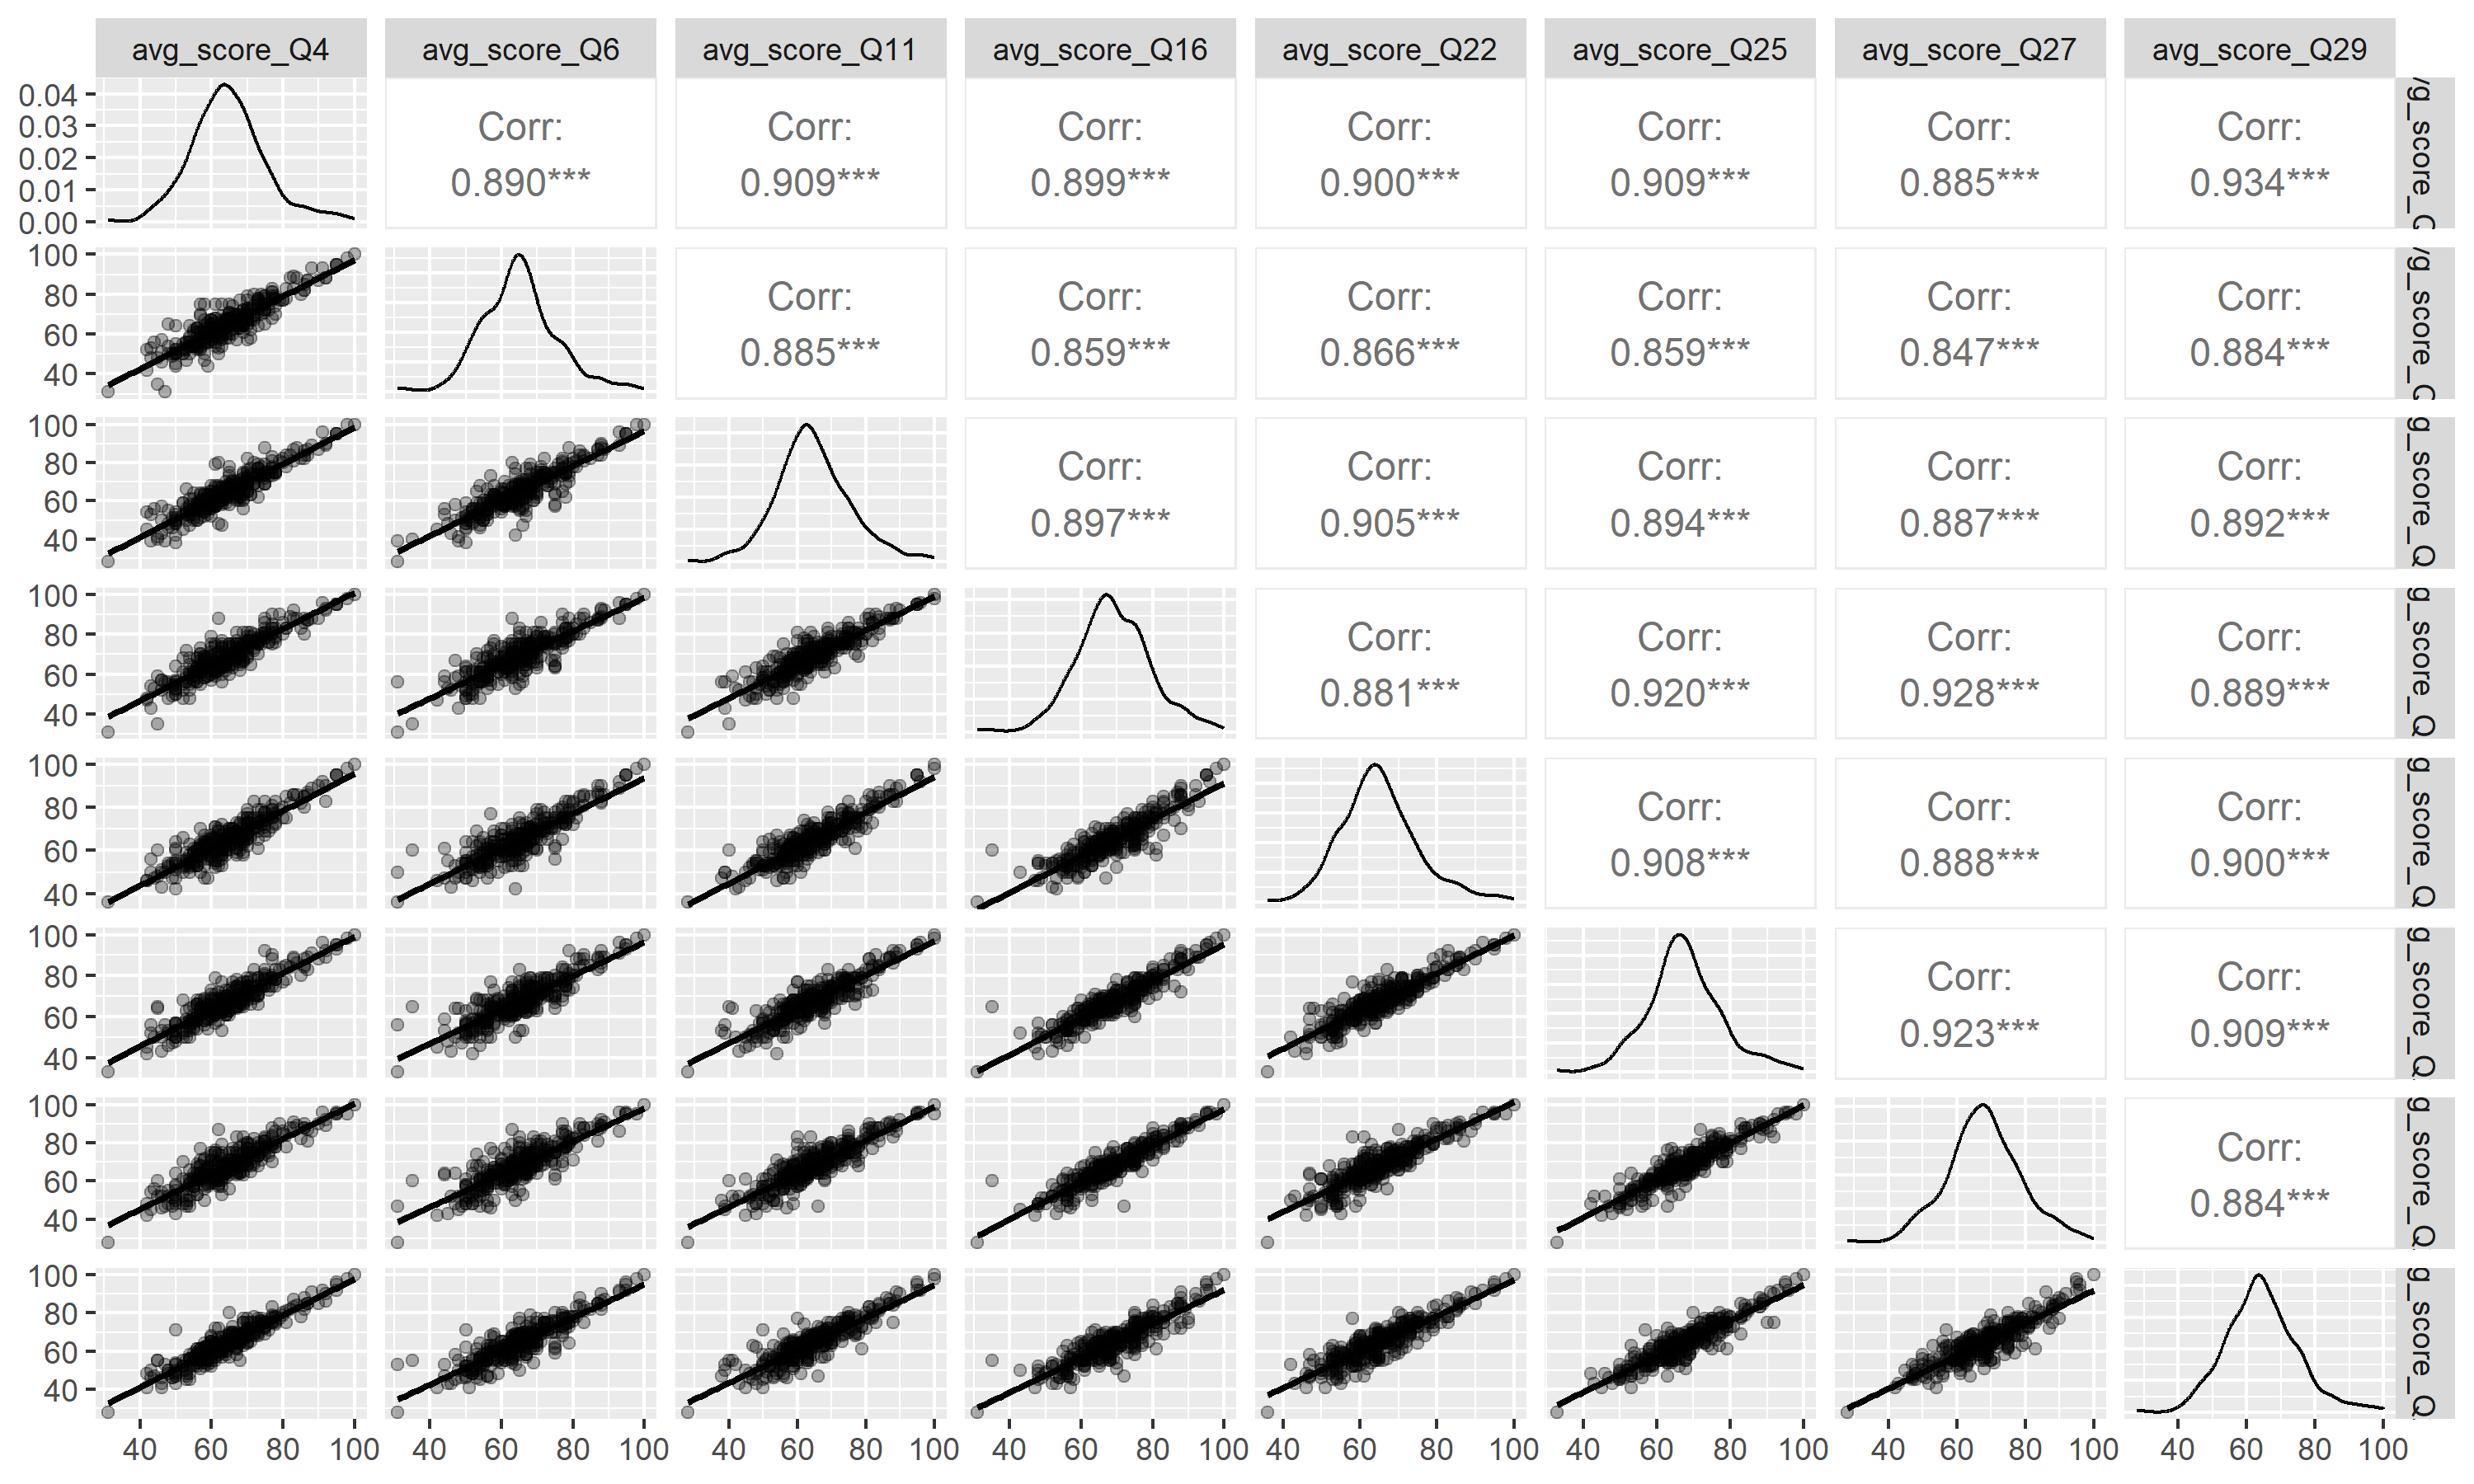 avg_score_Q4 avg_score_Q6 avg_score_Q11 avg_score_Q16 avg_score_Q22 avg_score_Q25 avg_score_Q27 avg_score_Q29
0.04
0.03
0.02
0.01
0.00
Corr: Corr: Corr: Corr: Corr: Corr: Corr:
0.890*** 0.909*** 0.899*** 0.900*** 0.909*** 0.885*** 0.934***
vg_score_Q
100
80
60
40
Corr: Corr: Corr: Corr: Corr: Corr:
0.885*** 0.859*** 0.866*** 0.859*** 0.847*** 0.884***
vg_score_Q
100
80
60
40
Corr: Corr: Corr: Corr: Corr:
0.897*** 0.905*** 0.894*** 0.887*** 0.892***
g_score_Q
100
80
60
40
Corr: Corr: Corr: Corr:
0.881*** 0.920*** 0.928*** 0.889***
g_score_Q
100
80
60
40
Corr: Corr: Corr:
0.908*** 0.888*** 0.900***
g_score_Q
100
80
60
40
Corr: Corr:
0.923*** 0.909***
g_score_Q
100
80
60
40
Corr:
0.884***
g_score_Q
100
80
60
40
g_score_Q
40 60 80 100 40 60 80 100 40 60 80 100 40 60 80 100 40 60 80 100 40 60 80 100 40 60 80 100 40 60 80 100